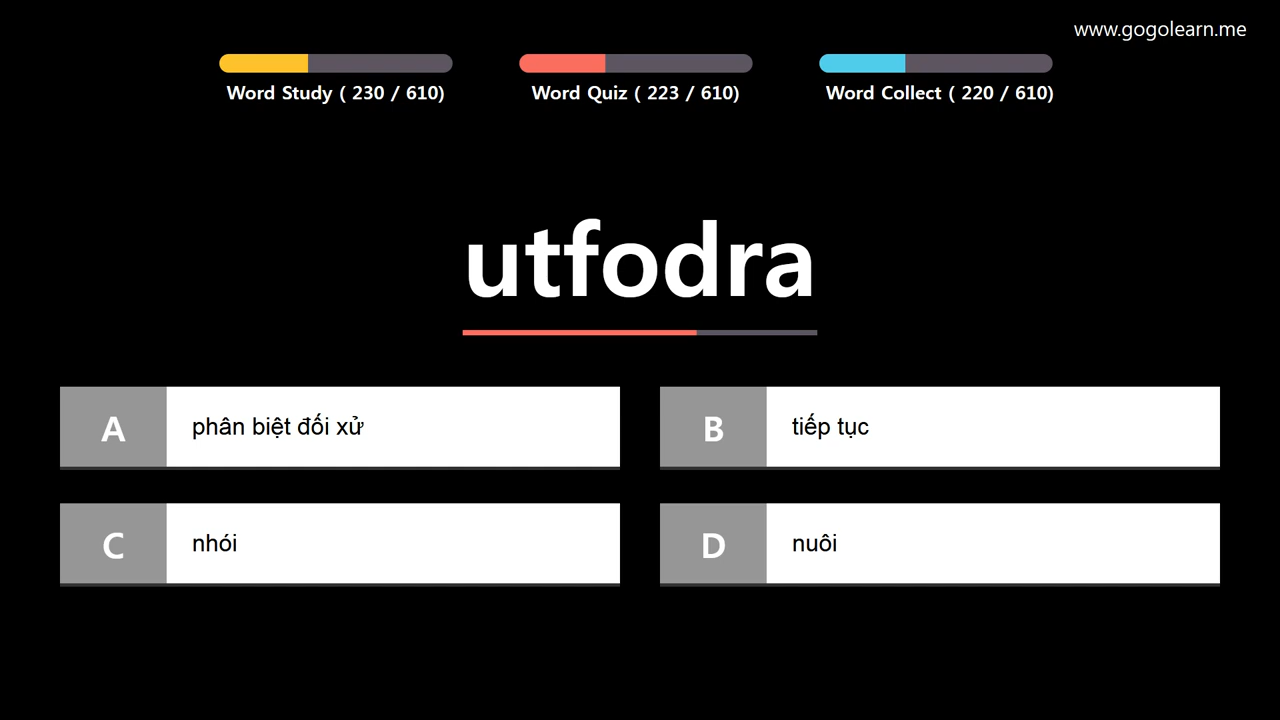 www.gogolearn.me
Word Study ( 230 / 610)
Word Quiz ( 223 / 610)
Word Collect ( 220 / 610)
utfodra
A phân biệt đối xử
B tiếp tục
C nhói
D nuôi